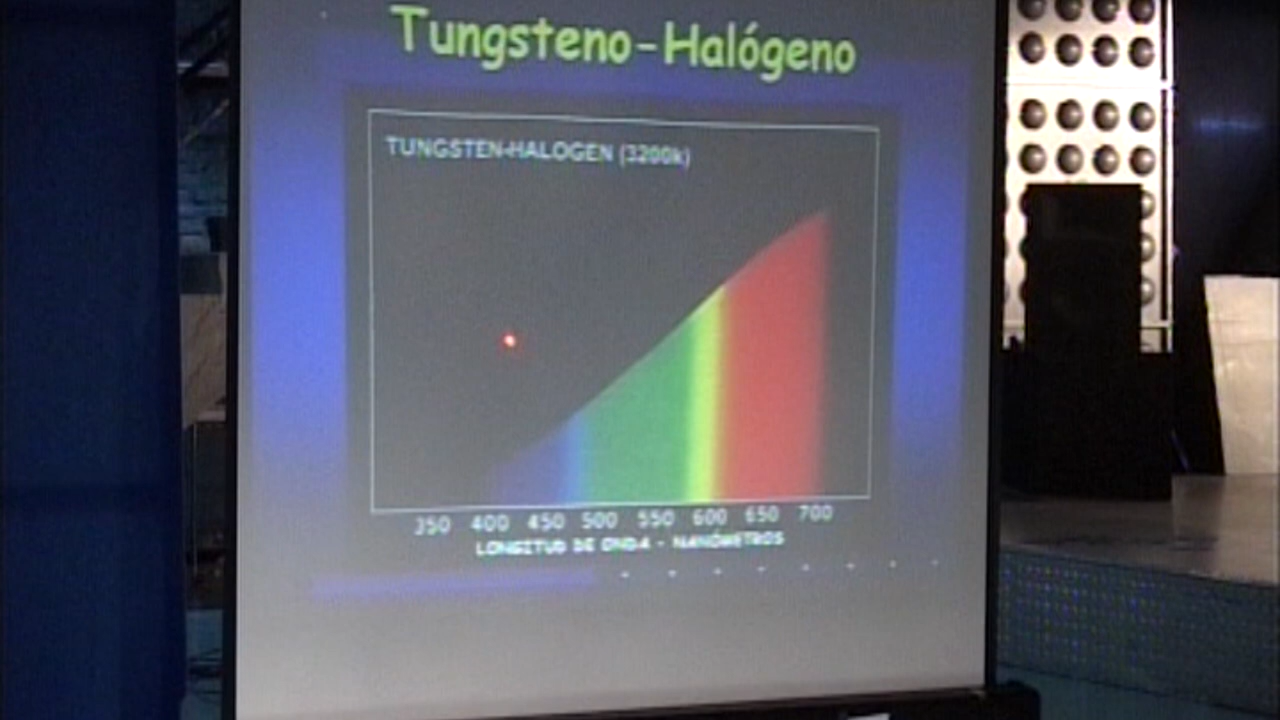 Tungsteno-Halógeno
TUNGSTEN-HALOGEN (3200k)
350 400 450 500 550 600 650 700
LONGITUD DE ONDA - NANÓMETROS